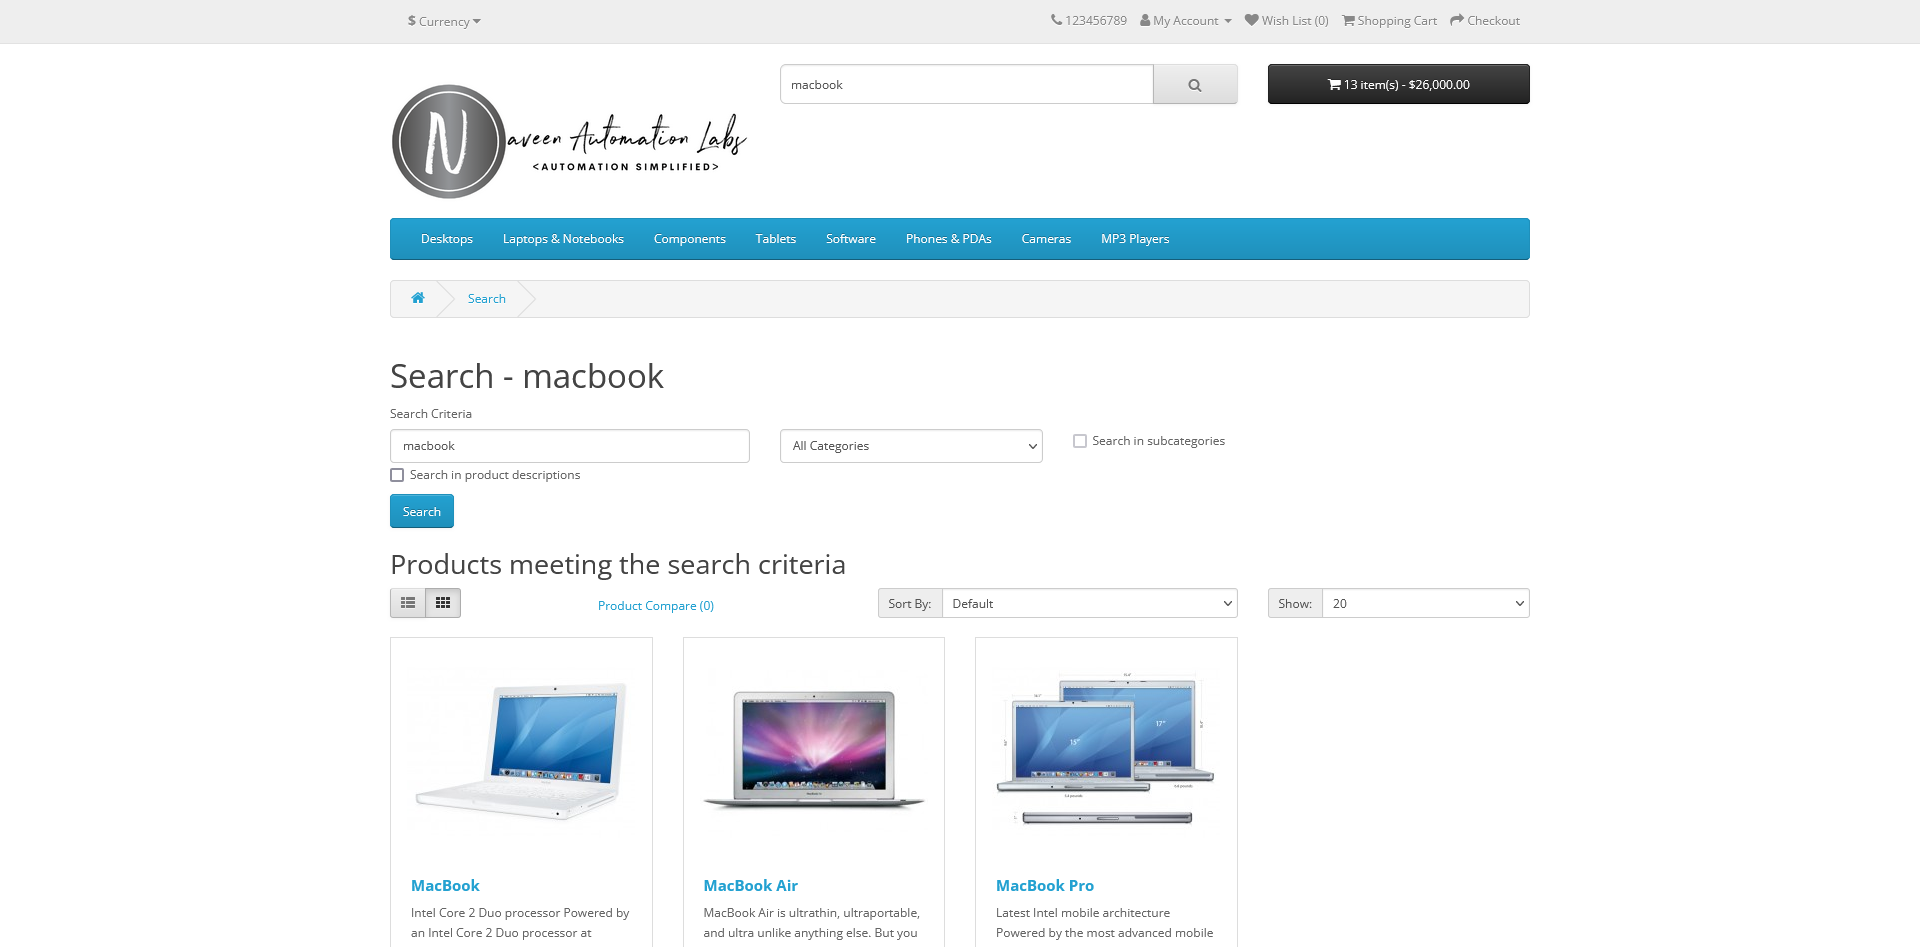 $ Currency
123456789 My Account Wish List (0) Shopping Cart Checkout
macbook
13 item(s) - $26,000.00
N
aveen Automation Labs
<AUTOMATION SIMPLIFIED>
Desktops Laptops & Notebooks Components Tablets Software Phones & PDAs Cameras MP3 Players
Search
Search - macbook
Search Criteria
macbook
All Categories
Search in subcategories
Search in product descriptions
Search
Products meeting the search criteria
Product Compare (0)
Sort By: Default
Show: 20
15"
17"
MacBook
Intel Core 2 Duo processor Powered by
an Intel Core 2 Duo processor at
MacBook Air
MacBook Air is ultrathin, ultraportable,
and ultra unlike anything else. But you
MacBook Pro
Latest Intel mobile architecture
Powered by the most advanced mobile